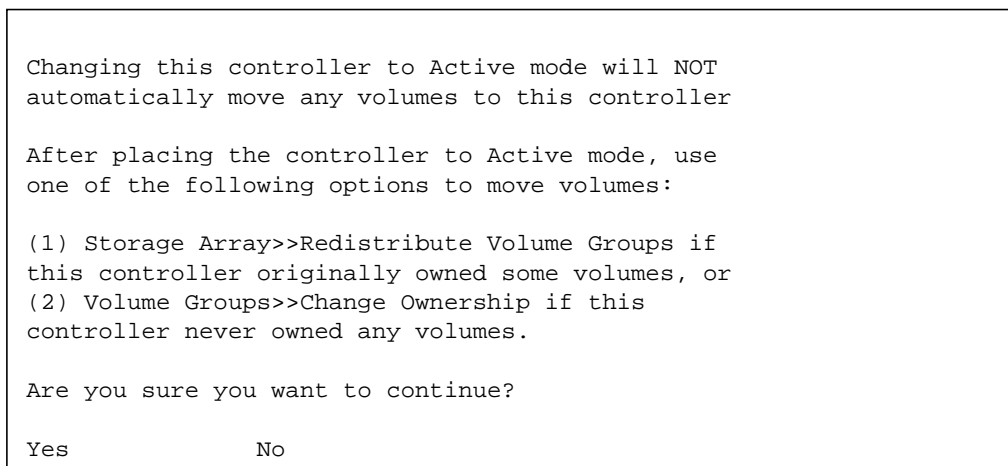 Changing this controller to Active mode will NOT
automatically move any volumes to this controller
After placing the controller to Active mode, use
one of the following options to move volumes:
(1) Storage Array>>Redistribute Volume Groups if
this controller originally owned some volumes, or
(2) Volume Groups>>Change Ownership if this
controller never owned any volumes.
Are you sure you want to continue?
Yes No